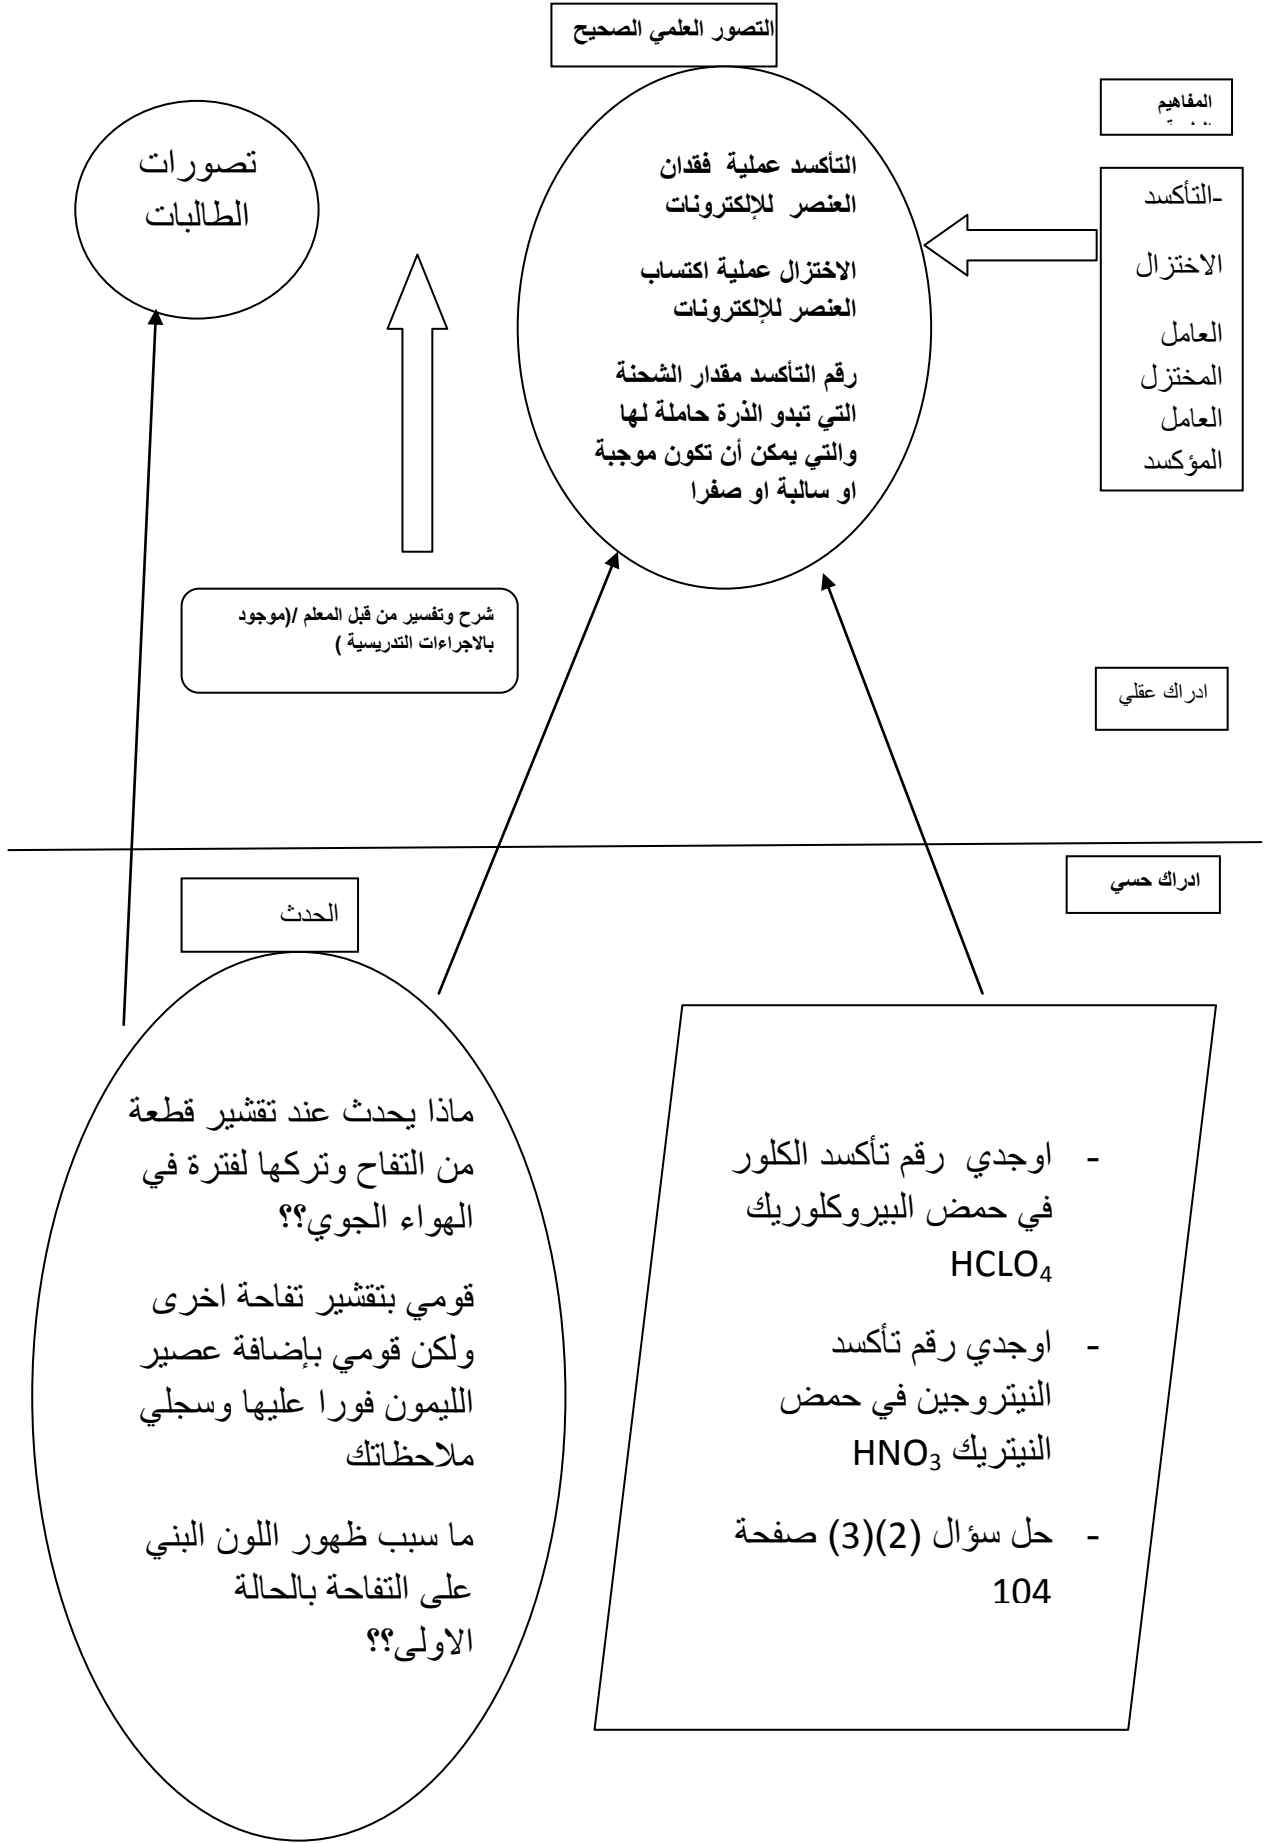 التصور العلمي الصحيح
المفاهيم
تصورات
الطالبات
التأكسد عملية فقدان
العنصر للإلكترونات
الاختزال عملية اكتساب
العنصر للإلكترونات
رقم التأكسد مقدار الشحنة
التي تبدو الذرة حاملة لها
والتي يمكن أن تكون موجبة
او سالبة او صفرا
-التأكسد
الاختزال
العامل
المختزل
العامل
المؤكسد
شرح وتفسير من قبل المعلم /(موجود
بالاجراءات التدريسية )
ادراك عقلي
ادراك حسي
الحدث
ماذا يحدث عند تقشير قطعة
من التفاح وتركها لفترة في
الهواء الجوي؟؟
قومي بتقشير تفاحة اخرى
ولكن قومي بإضافة عصير
الليمون فورا عليها وسجلي
ملاحظاتك
ما سبب ظهور اللون البني
على التفاحة بالحالة
الاولى؟؟
- اوجدي رقم تأكسد الكلور
في حمض البيروكلوريك
HCLO₄
- اوجدي رقم تأكسد
النيتروجين في حمض
النيتريك HNO₃
- حل سؤال (2)(3) صفحة
104